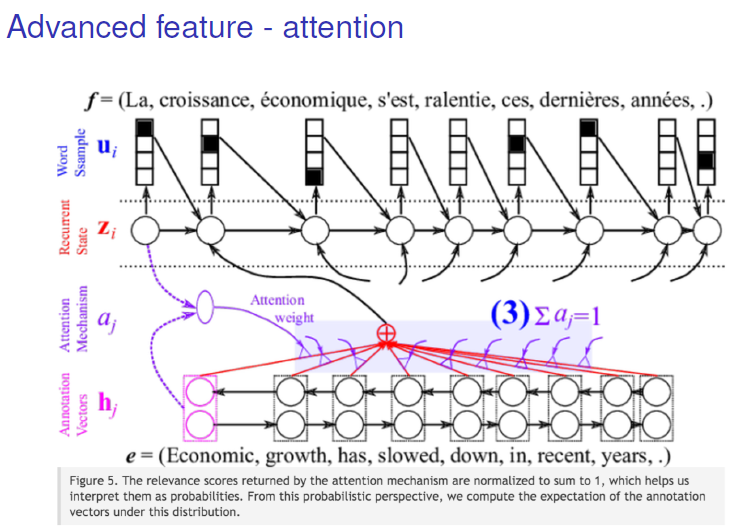 Advanced feature - attention
f = (La, croissance, économique, s'est, ralentie, ces, dernières, années, .)
Word
Ssample
u_i
Recurrent
State
z_i
Attention
Mechanism
a_j
Attention
weight
(3) Σ a_j=1
Annotation
Vectors
h_j
e = (Economic, growth, has, slowed, down, in, recent, years, .)
Figure 5. The relevance scores returned by the attention mechanism are normalized to sum to 1, which helps us
interpret them as probabilities. From this probabilistic perspective, we compute the expectation of the annotation
vectors under this distribution.